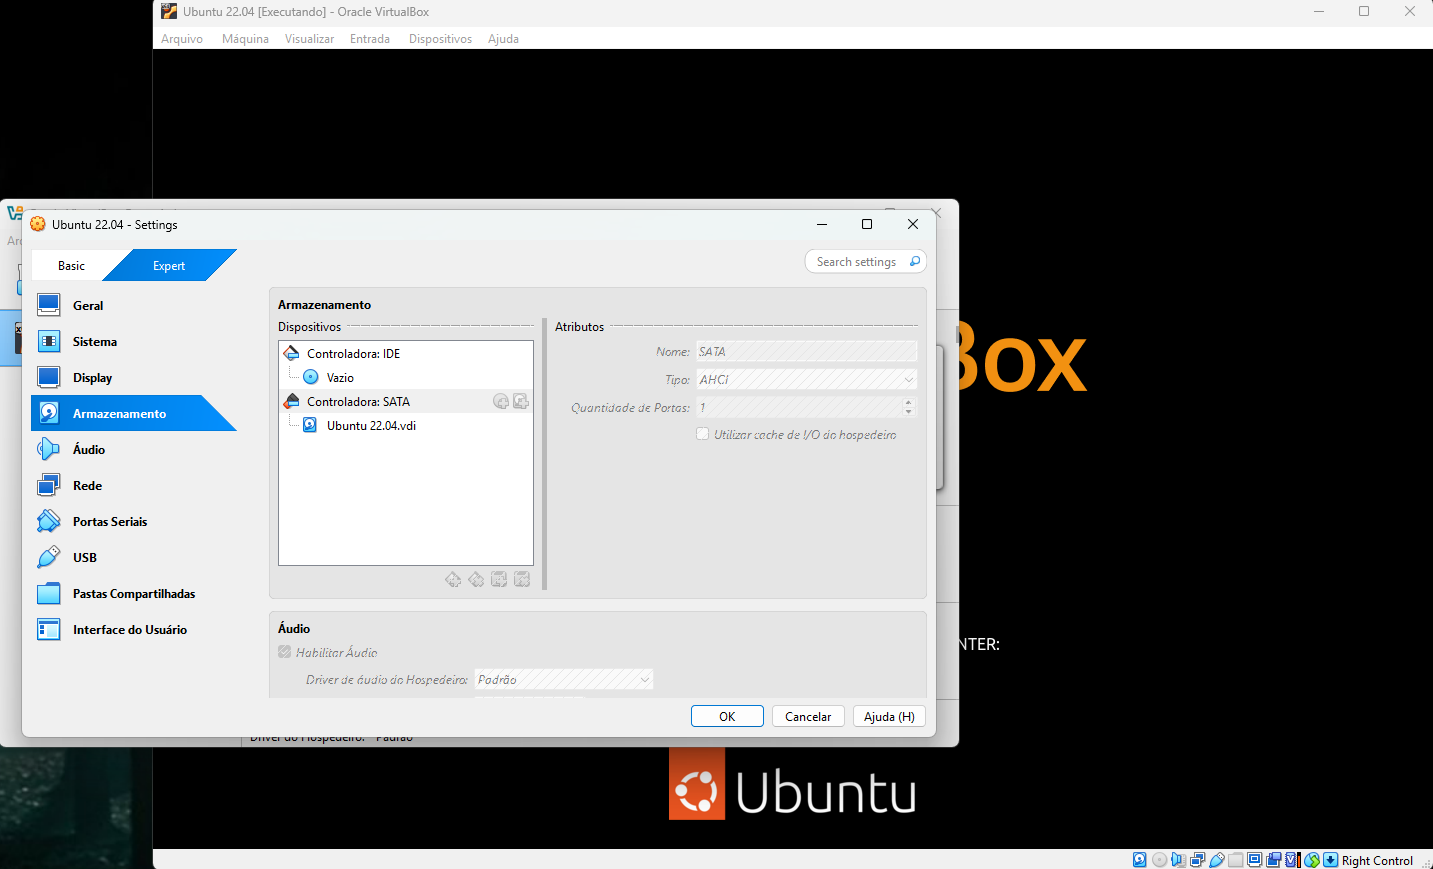 Ubuntu 22.04 [Executando] - Oracle VirtualBox
Arquivo Máquina Visualizar Entrada Dispositivos Ajuda
Ubuntu 22.04 - Settings
Basic Expert
Search settings
Geral
Sistema
Display
Armazenamento
Áudio
Rede
Portas Seriais
USB
Pastas Compartilhadas
Interface do Usuário
Armazenamento
Dispositivos
Controladora: IDE
Vazio
Controladora: SATA
Ubuntu 22.04.vdi
Atributos
Nome: SATA
Tipo: AHCI
Quantidade de Portas: 1
Utilizar cache de I/O do hospedeiro
Áudio
Habilitar Áudio
Driver de áudio do Hospedeiro: Padrão
OK Cancelar Ajuda (H)
Driver do Hospedeiro: Padrão
Box
NTER:
Ubuntu
Right Control